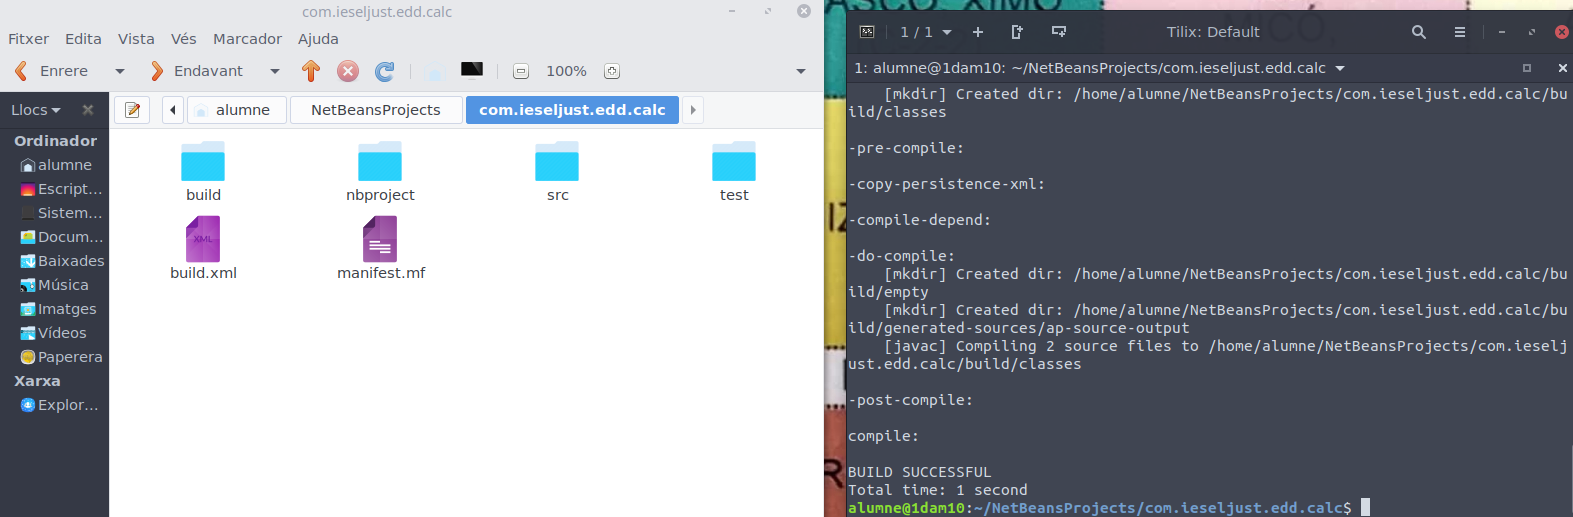 com.ieseljust.edd.calc
Fitxer Edita Vista Vés Marcador Ajuda
Enrere Endavant 100%
Llocs
alumne NetBeansProjects com.ieseljust.edd.calc
Ordinador
alumne
Escript...
Sistem...
Docum...
Baixades
Música
Imatges
Vídeos
Paperera
Xarxa
Explor...
build nbproject src test
XML
build.xml manifest.mf
ASCO, XIMO
MICÓ.
1 / 1 Tilix: Default
1: alumne@1dam10: ~/NetBeansProjects/com.ieseljust.edd.calc
    [mkdir] Created dir: /home/alumne/NetBeansProjects/com.ieseljust.edd.calc/bu
ild/classes
-pre-compile:
-copy-persistence-xml:
-compile-depend:
-do-compile:
    [mkdir] Created dir: /home/alumne/NetBeansProjects/com.ieseljust.edd.calc/bu
ild/empty
    [mkdir] Created dir: /home/alumne/NetBeansProjects/com.ieseljust.edd.calc/bu
ild/generated-sources/ap-source-output
    [javac] Compiling 2 source files to /home/alumne/NetBeansProjects/com.ieselj
ust.edd.calc/build/classes
-post-compile:
compile:
BUILD SUCCESSFUL
Total time: 1 second
alumne@1dam10:~/NetBeansProjects/com.ieseljust.edd.calc$